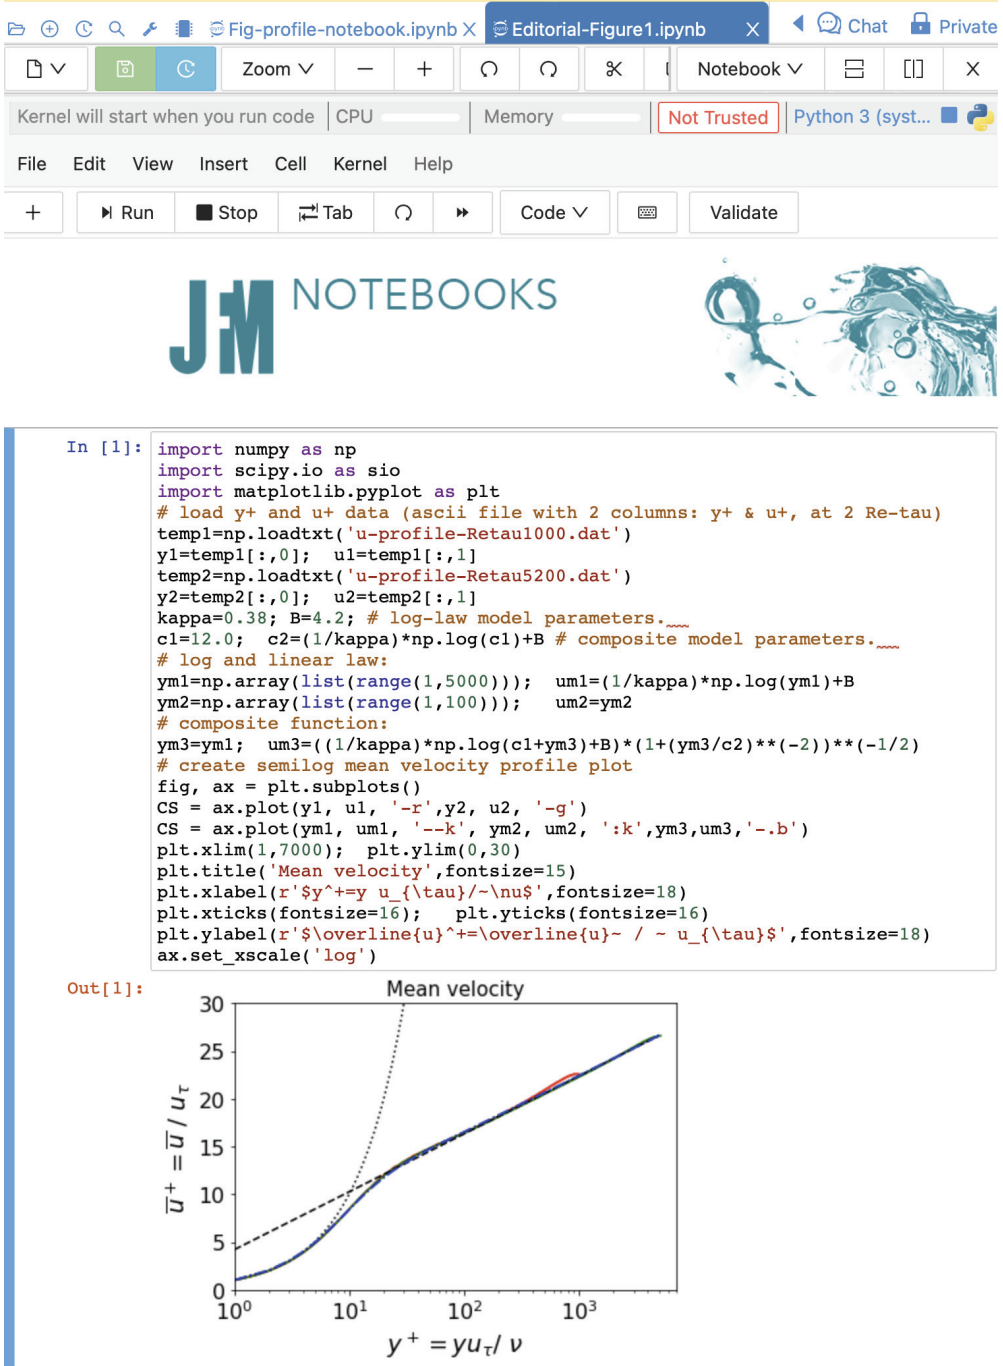 Fig-profile-notebook.ipynb X Editorial-Figure1.ipynb X Chat Private
Zoom − + Notebook X
Kernel will start when you run code CPU Memory Not Trusted Python 3 (syst...
File Edit View Insert Cell Kernel Help
+ Run Stop Tab Code Validate
JFM NOTEBOOKS
In [1]: import numpy as np
import scipy.io as sio
import matplotlib.pyplot as plt
# load y+ and u+ data (ascii file with 2 columns: y+ & u+, at 2 Re-tau)
temp1=np.loadtxt('u-profile-Retau1000.dat')
y1=temp1[:,0];  u1=temp1[:,1]
temp2=np.loadtxt('u-profile-Retau5200.dat')
y2=temp2[:,0];  u2=temp2[:,1]
kappa=0.38; B=4.2; # log-law model parameters.
c1=12.0;  c2=(1/kappa)*np.log(c1)+B # composite model parameters.
# log and linear law:
ym1=np.array(list(range(1,5000)));  um1=(1/kappa)*np.log(ym1)+B
ym2=np.array(list(range(1,100)));   um2=ym2
# composite function:
ym3=ym1;  um3=((1/kappa)*np.log(c1+ym3)+B)*(1+(ym3/c2)**(-2))**(-1/2)
# create semilog mean velocity profile plot
fig, ax = plt.subplots()
CS = ax.plot(y1, u1, '-r',y2, u2, '-g')
CS = ax.plot(ym1, um1, '--k', ym2, um2, ':k',ym3,um3,'-.b')
plt.xlim(1,7000);  plt.ylim(0,30)
plt.title('Mean velocity',fontsize=15)
plt.xlabel(r'$y^+=y u_{\tau}/~\nu$',fontsize=18)
plt.xticks(fontsize=16);   plt.yticks(fontsize=16)
plt.ylabel(r'$\overline{u}^+=\overline{u}~ / ~ u_{\tau}$',fontsize=18)
ax.set_xscale('log')
Out[1]:
Mean velocity
30
25
20
15
10
5
0
u̅⁺ = u̅ / u_τ
10⁰ 10¹ 10² 10³
y⁺ = yu_τ/ ν